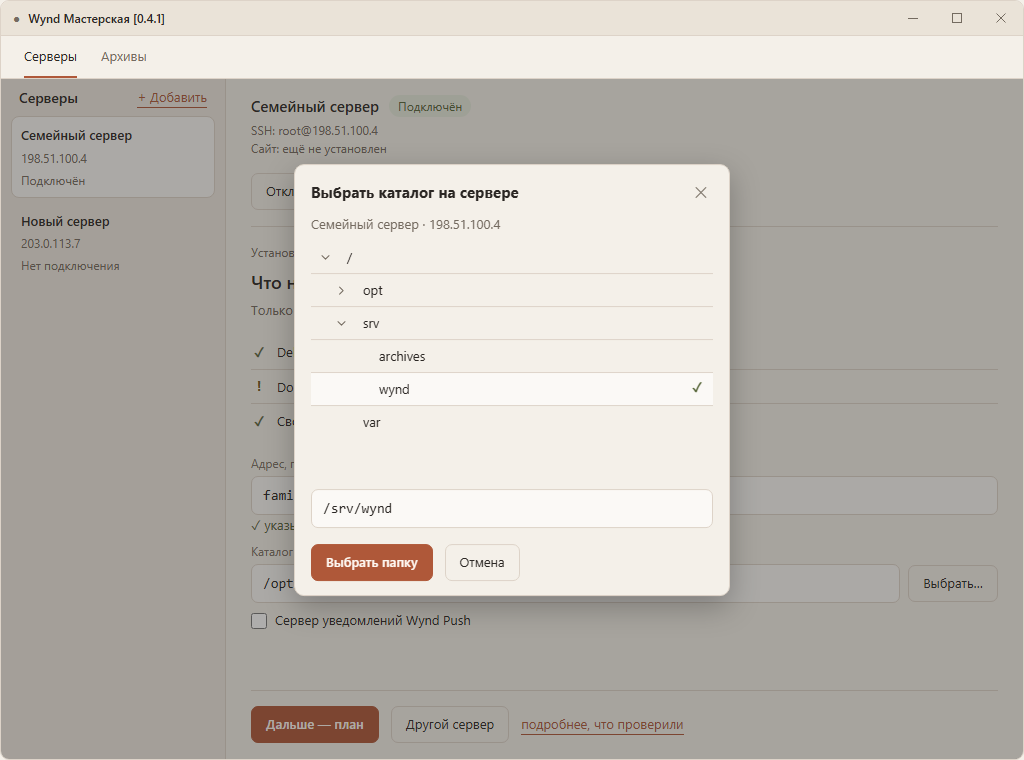 Wynd Мастерская [0.4.1]
Серверы
Архивы
Серверы
+ Добавить
Семейный сервер
198.51.100.4
Подключён
Новый сервер
203.0.113.7
Нет подключения
Семейный сервер
Подключён
SSH: root@198.51.100.4
Сайт: ещё не установлен
Откл
Установ
Что н
Только
De
! Do
Све
Адрес, п
fami
✓ указы
Каталог
/opt
Выбрать...
Сервер уведомлений Wynd Push
Дальше — план
Другой сервер
подробнее, что проверили
Выбрать каталог на сервере
Семейный сервер · 198.51.100.4
/
opt
srv
archives
wynd
var
/srv/wynd
Выбрать папку
Отмена